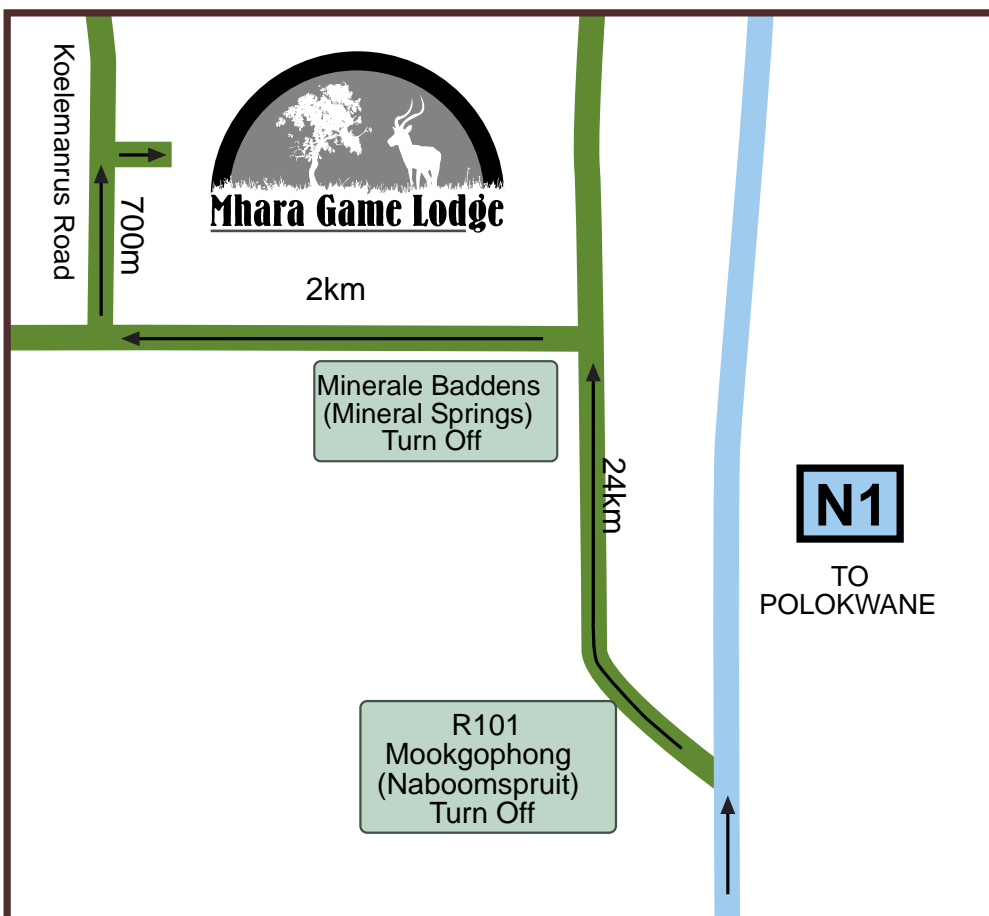 Koelemanrus Road
Mhara Game Lodge
700m
2km
Minerale Baddens
(Mineral Springs)
Turn Off
24km
N1
TO
POLOKWANE
R101
Mookgophong
(Naboomspruit)
Turn Off